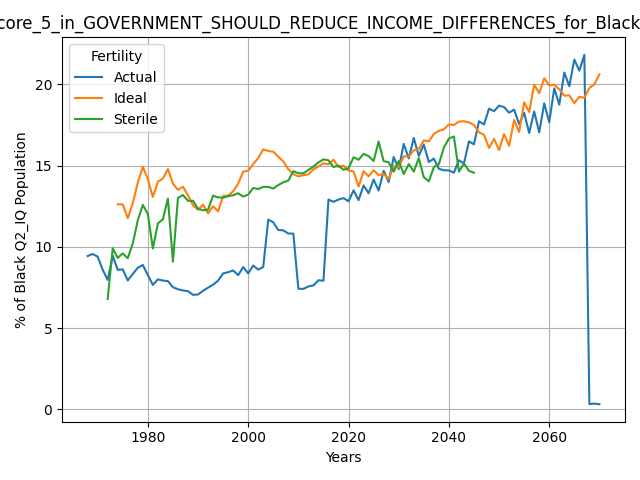 core_5_in_GOVERNMENT_SHOULD_REDUCE_INCOME_DIFFERENCES_for_Black
Fertility
Actual
Ideal
Sterile
% of Black Q2_IQ Population
20
15
10
5
0
1980
2000
2020
2040
2060
Years